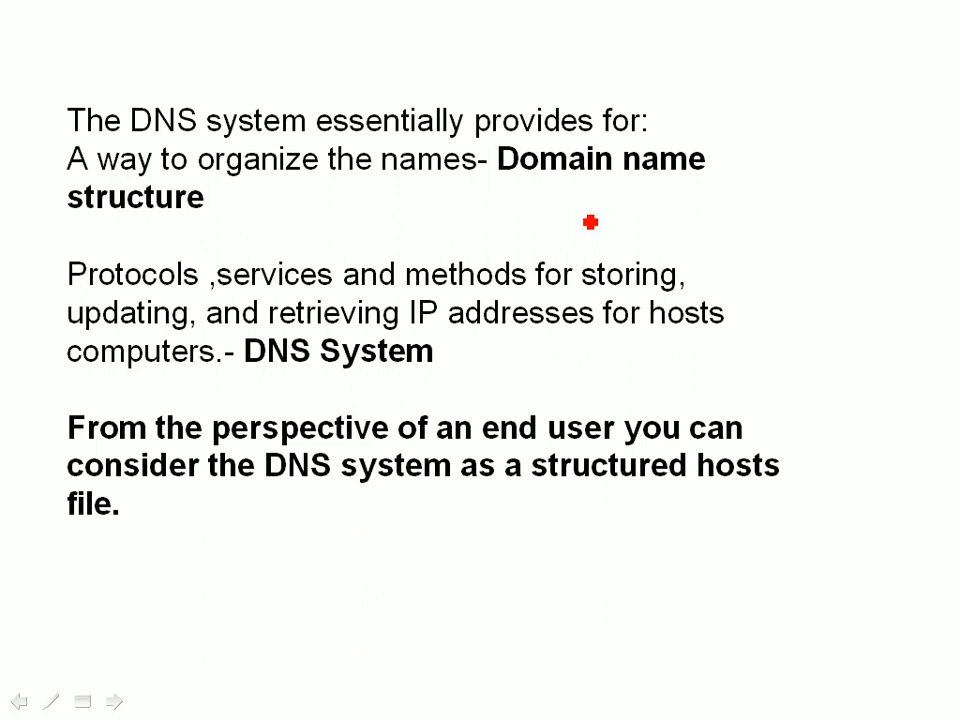 The DNS system essentially provides for:
A way to organize the names- Domain name
structure
Protocols ,services and methods for storing,
updating, and retrieving IP addresses for hosts
computers.- DNS System
From the perspective of an end user you can
consider the DNS system as a structured hosts
file.